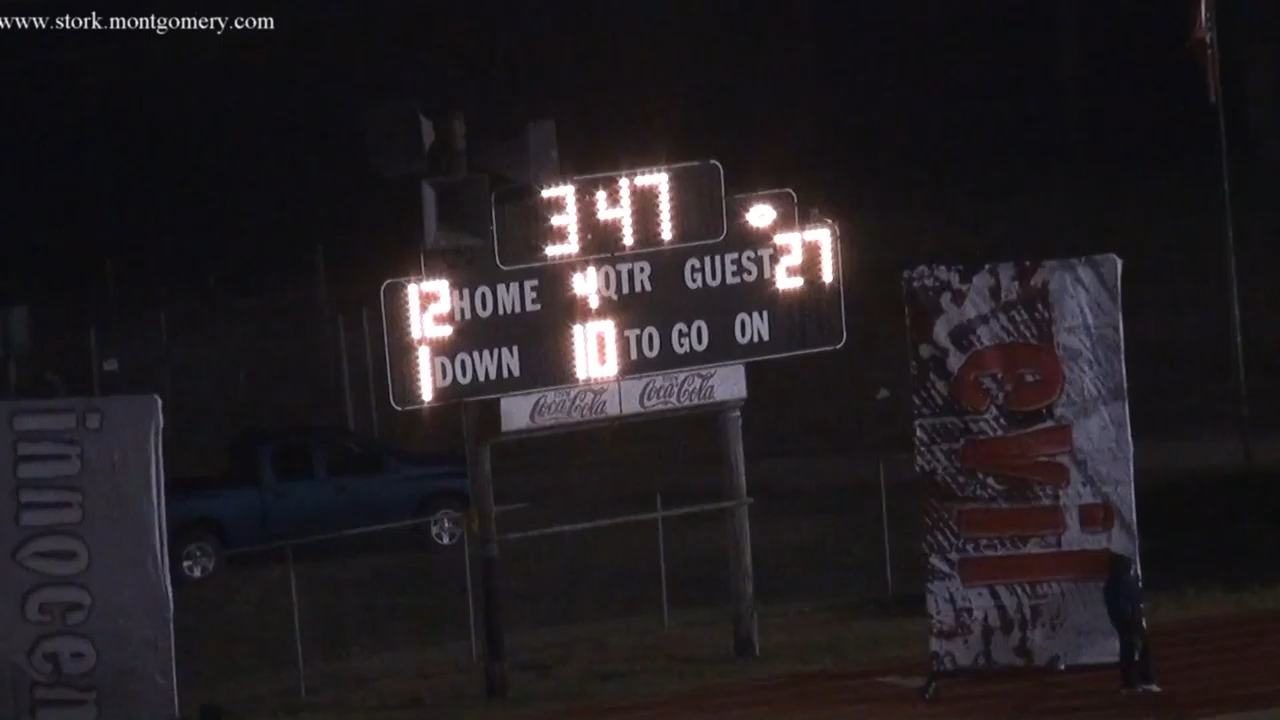 www.stork.montgomery.com
3 47
12 HOME 4 QTR GUEST 27
1 DOWN 10 TO GO ON
Coca-Cola Coca-Cola
innocen
evil